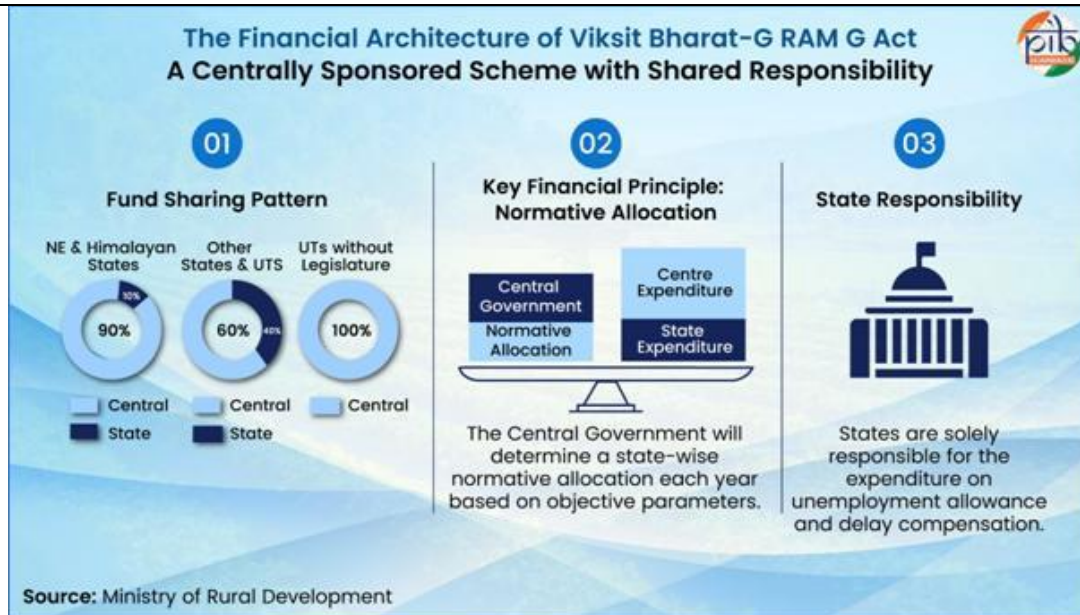 The Financial Architecture of Viksit Bharat-G RAM G Act
A Centrally Sponsored Scheme with Shared Responsibility
pib
01
Fund Sharing Pattern
NE & Himalayan
States
10%
90%
Central
State
Other
States & UTS
60%
40%
Central
State
UTs without
Legislature
100%
Central
02
Key Financial Principle:
Normative Allocation
Central
Government
Normative
Allocation
Centre
Expenditure
State
Expenditure
The Central Government will
determine a state-wise
normative allocation each year
based on objective parameters.
03
State Responsibility
States are solely
responsible for the
expenditure on
unemployment allowance
and delay compensation.
Source: Ministry of Rural Development